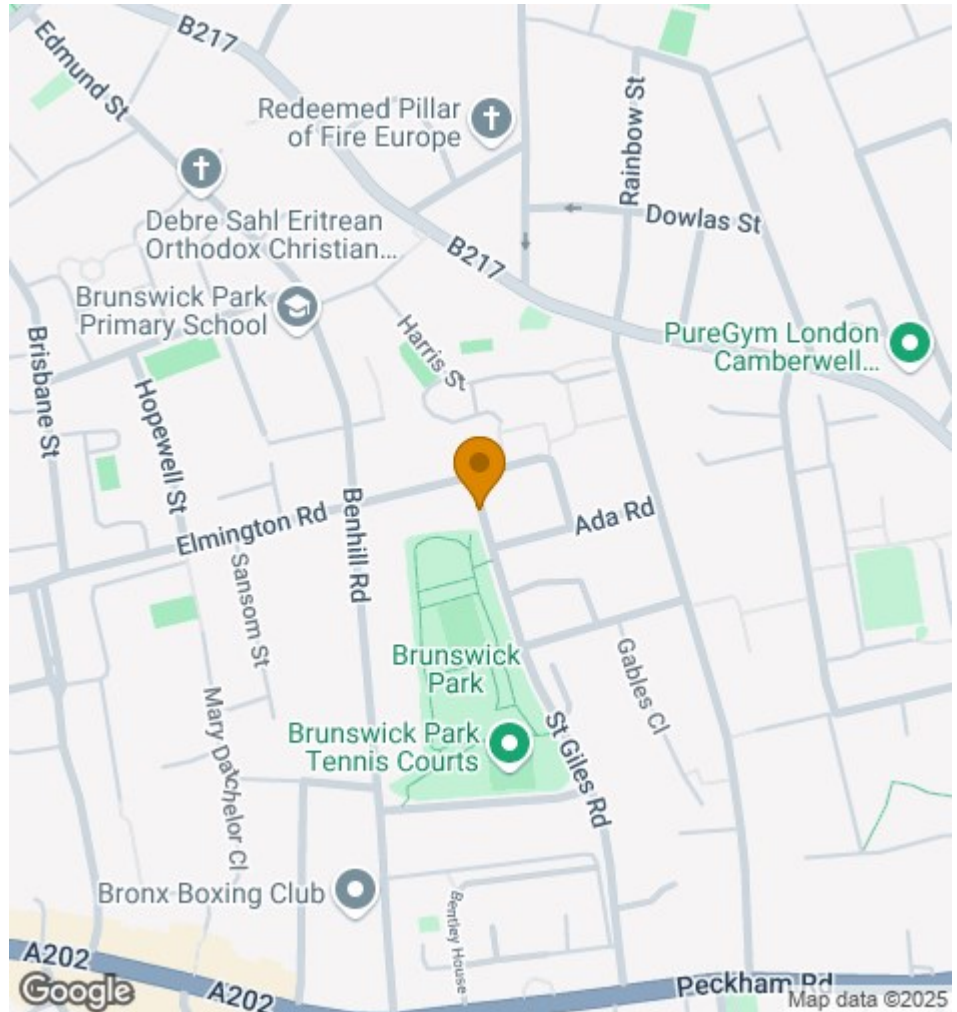 B217
Edmund St
Redeemed Pillar
of Fire Europe
Rainbow St
Debre Sahl Eritrean
Orthodox Christian...
Dowlas St
B217
Brunswick Park
Primary School
Harris St
PureGym London
Camberwell...
Brisbane St
Hopewell St
Benhill Rd
Elmington Rd
Ada Rd
Sansom St
Brunswick
Park
Gables Cl
Mary Datchelor Cl
Brunswick Park
Tennis Courts
St Giles Rd
Bronx Boxing Club
Bentley House
A202
A202
Peckham Rd
Google
Map data ©2025